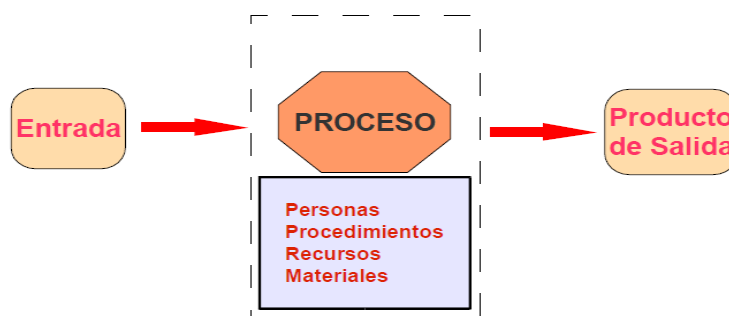 Entrada
PROCESO
Personas
Procedimientos
Recursos
Materiales
Producto
de Salida